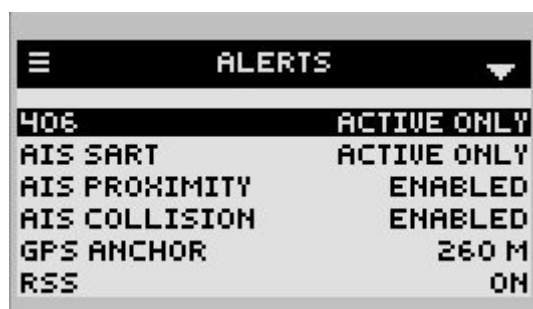 ALERTS
406 ACTIVE ONLY
AIS SART ACTIVE ONLY
AIS PROXIMITY ENABLED
AIS COLLISION ENABLED
GPS ANCHOR 260 M
RSS ON